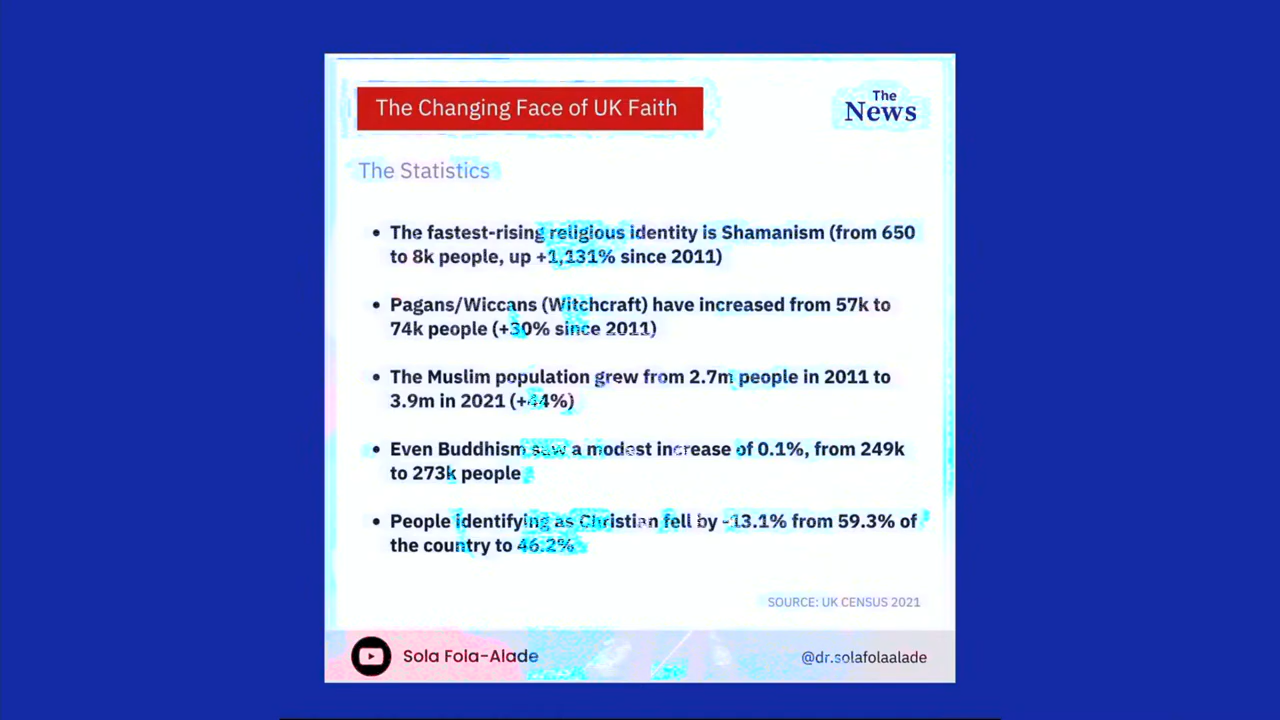 The Changing Face of UK Faith
The
News
The Statistics
• The fastest-rising religious identity is Shamanism (from 650
to 8k people, up +1,131% since 2011)
• Pagans/Wiccans (Witchcraft) have increased from 57k to
74k people (+30% since 2011)
• The Muslim population grew from 2.7m people in 2011 to
3.9m in 2021 (+44%)
• Even Buddhism saw a modest increase of 0.1%, from 249k
to 273k people
• People identifying as Christian fell by -13.1% from 59.3% of
the country to 46.2%
SOURCE: UK CENSUS 2021
Sola Fola-Alade
@dr.solafolaalade